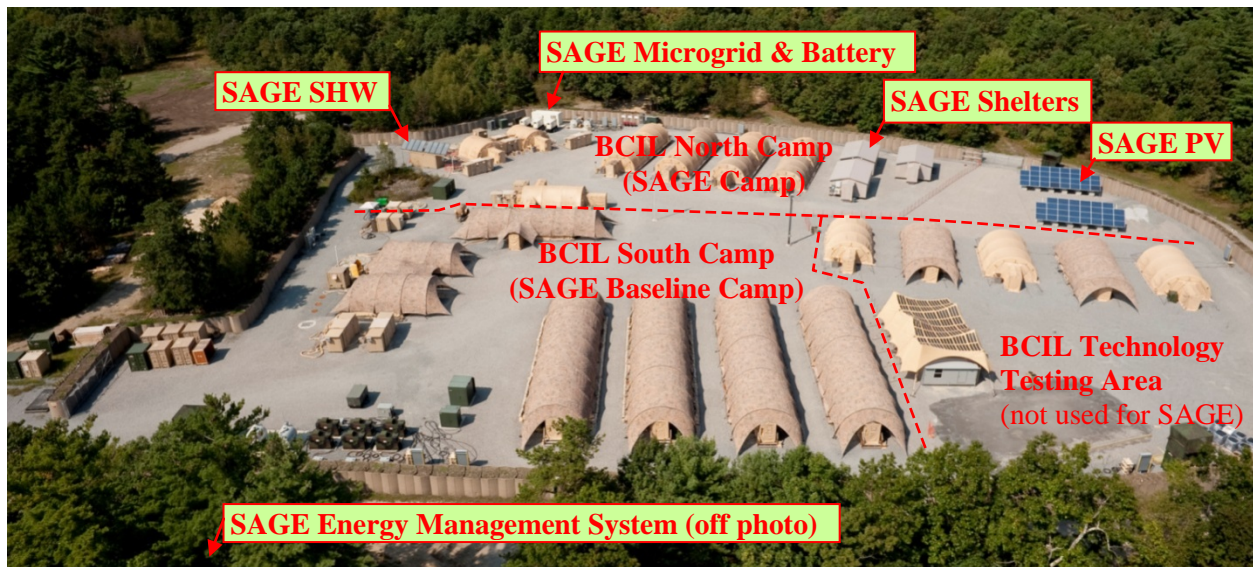 SAGE Microgrid & Battery
SAGE SHW
SAGE Shelters
SAGE PV
BCIL North Camp
(SAGE Camp)
BCIL South Camp
(SAGE Baseline Camp)
BCIL Technology
Testing Area
(not used for SAGE)
SAGE Energy Management System (off photo)